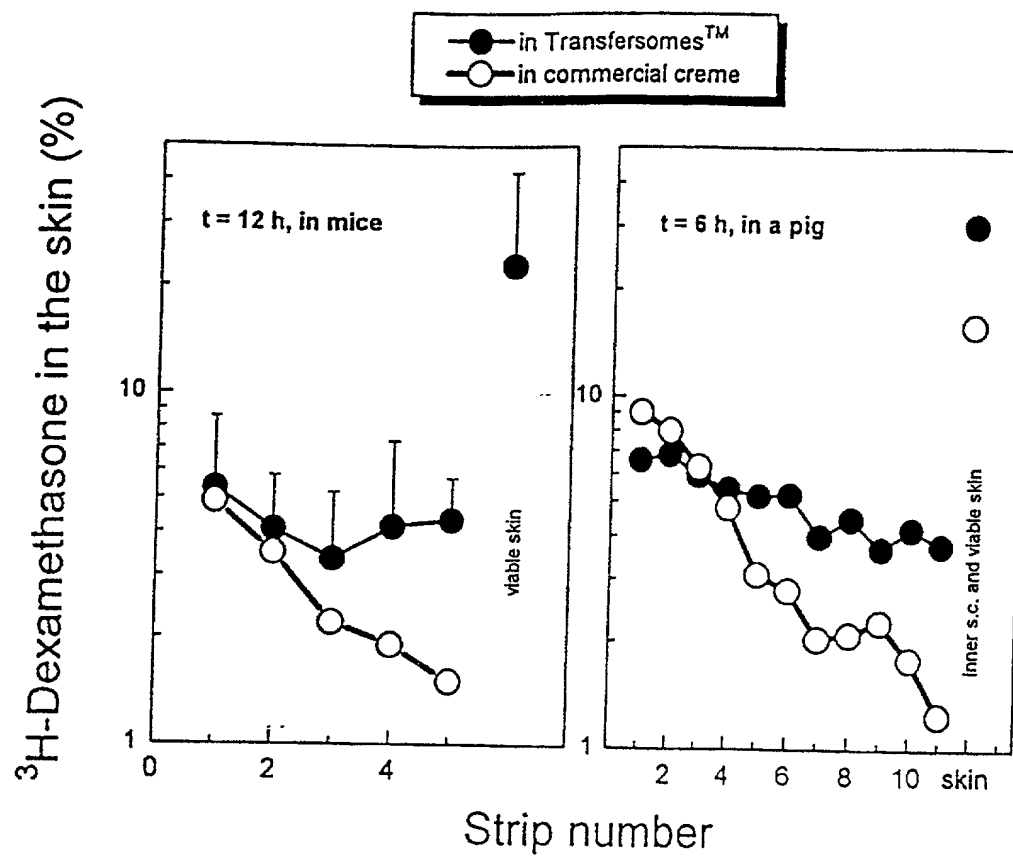 in Transfersomes™
in commercial creme
³H-Dexamethasone in the skin (%)
t = 12 h, in mice
t = 6 h, in a pig
10
1
0
2
4
viable skin
10
1
2
4
6
8
10
skin
Inner s.c. and viable skin
Strip number